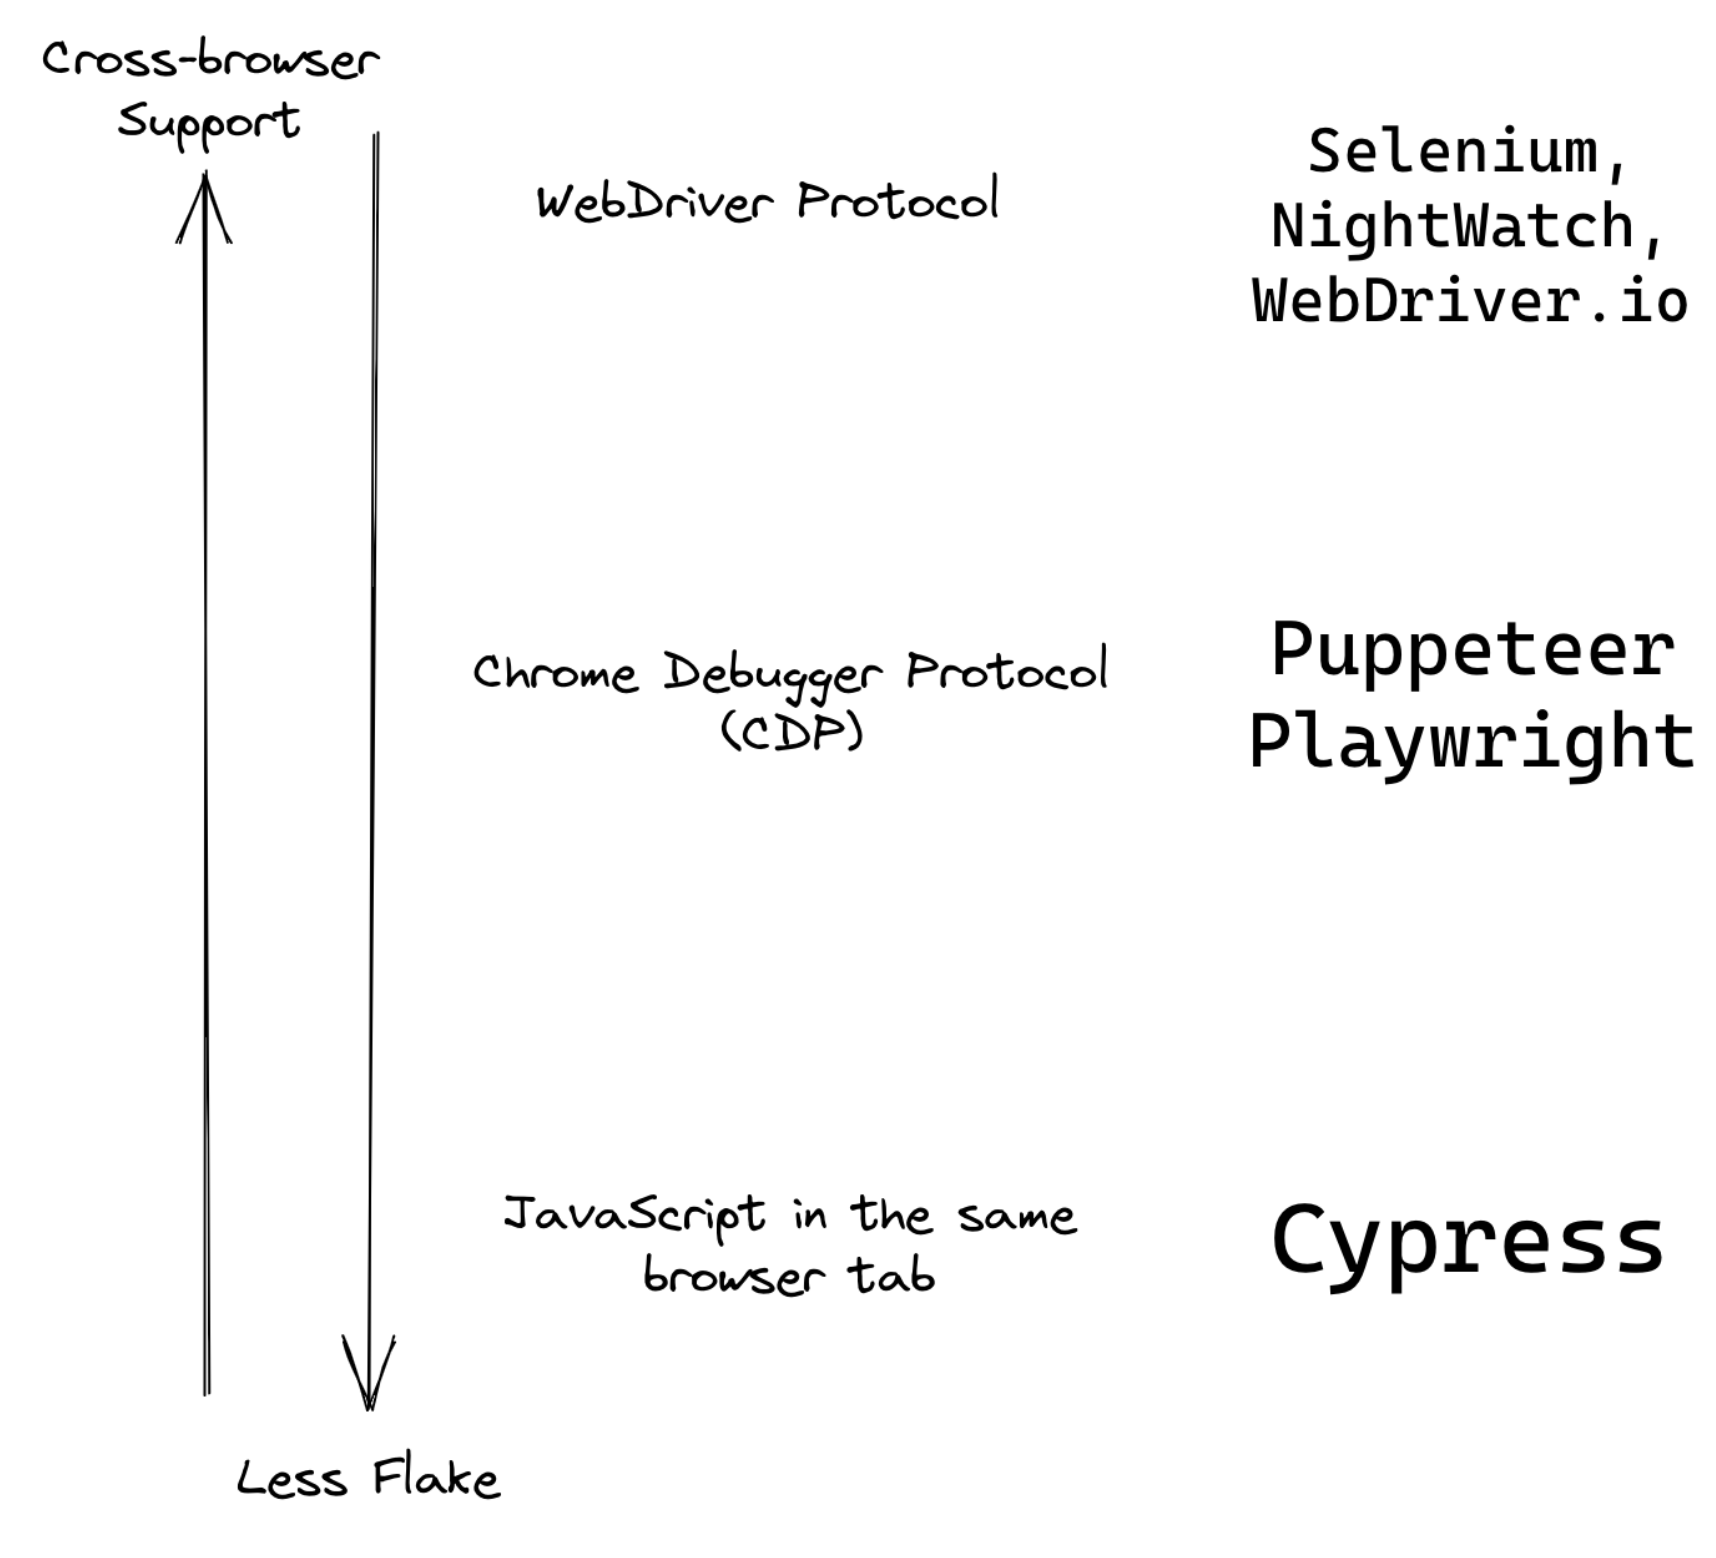 Cross-browser
Support
WebDriver Protocol
Selenium,
NightWatch,
WebDriver.io
Chrome Debugger Protocol
(CDP)
Puppeteer
Playwright
JavaScript in the same
browser tab
Cypress
Less Flake